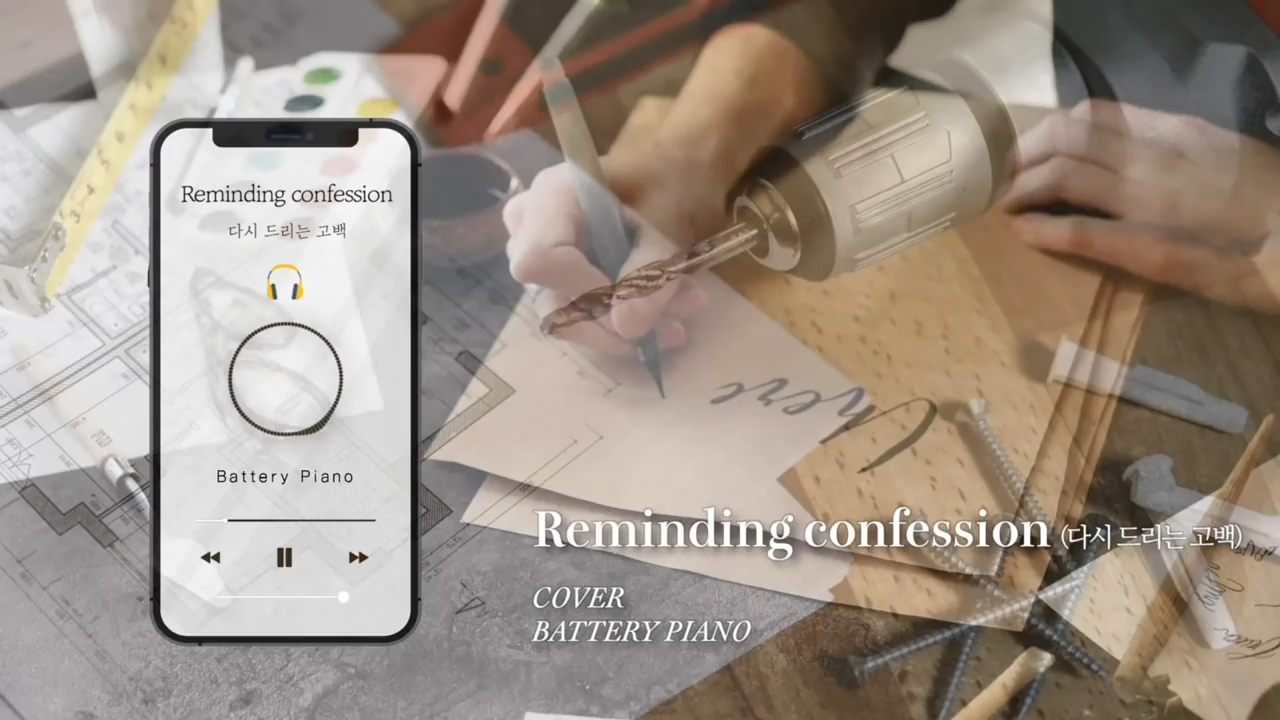 Reminding confession
다시 드리는 고백
Battery Piano
here
Reminding confession (다시 드리는 고백)
COVER
BATTERY PIANO